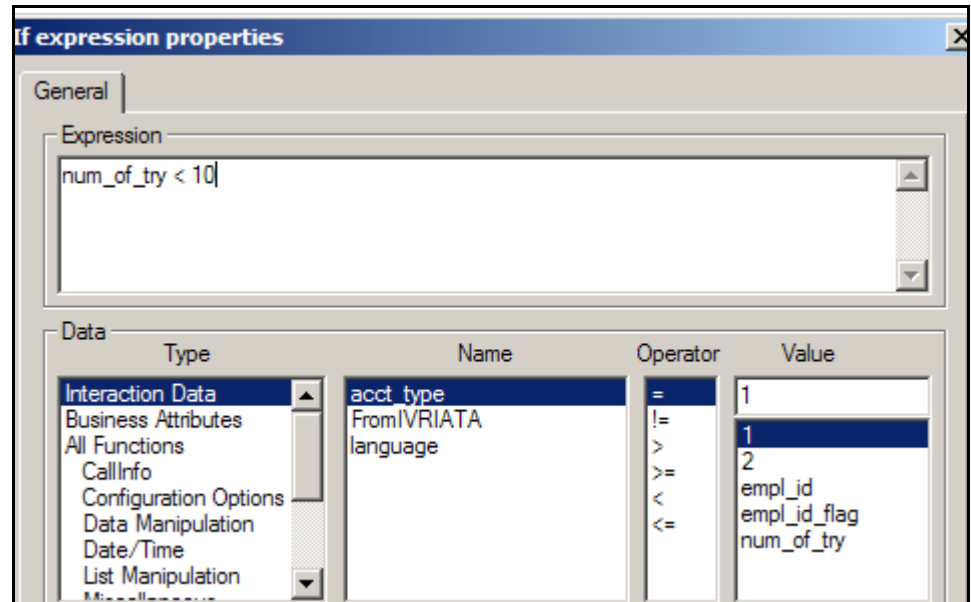 If expression properties
General
Expression
num_of_try < 10
Data
Type Name Operator Value
Interaction Data acct_type = 1
Business Attributes FromIVRIATA != 1
All Functions language > 2
CallInfo >= empl_id
Configuration Options < empl_id_flag
Data Manipulation <= num_of_try
Date/Time
List Manipulation